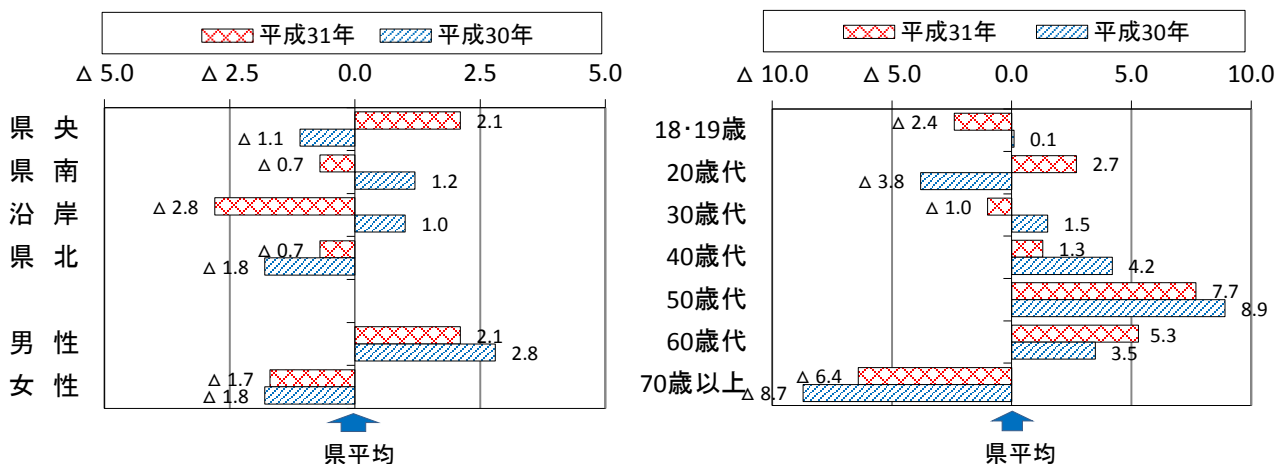 平成31年 平成30年
△ 5.0 △ 2.5 0.0 2.5 5.0
県 央 2.1
△ 1.1
県 南 △ 0.7
1.2
沿 岸 △ 2.8
1.0
県 北 △ 0.7
△ 1.8
男 性 2.1
2.8
女 性 △ 1.7
△ 1.8
県平均
平成31年 平成30年
△ 10.0 △ 5.0 0.0 5.0 10.0
18・19歳 △ 2.4
0.1
20歳代 2.7
△ 3.8
30歳代 △ 1.0
1.5
40歳代 1.3
4.2
50歳代 7.7
8.9
60歳代 5.3
3.5
70歳以上 △ 6.4
△ 8.7
県平均